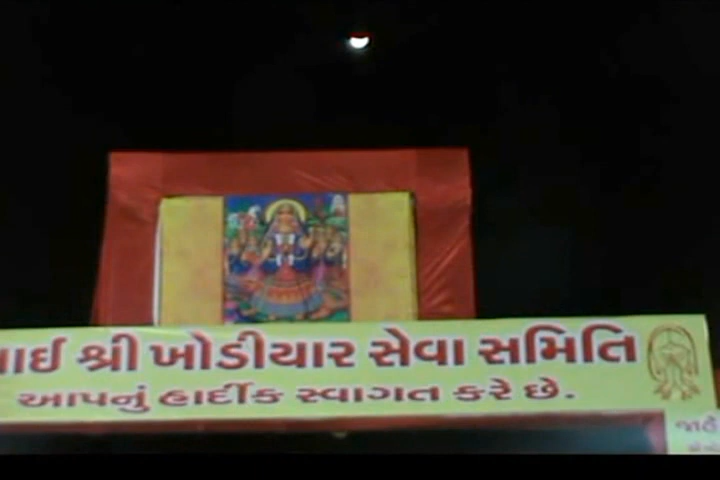 શ્રી ખોડીયાર સેવા સમિતિ
આપનું હાર્દીક સ્વાગત કરે છે.